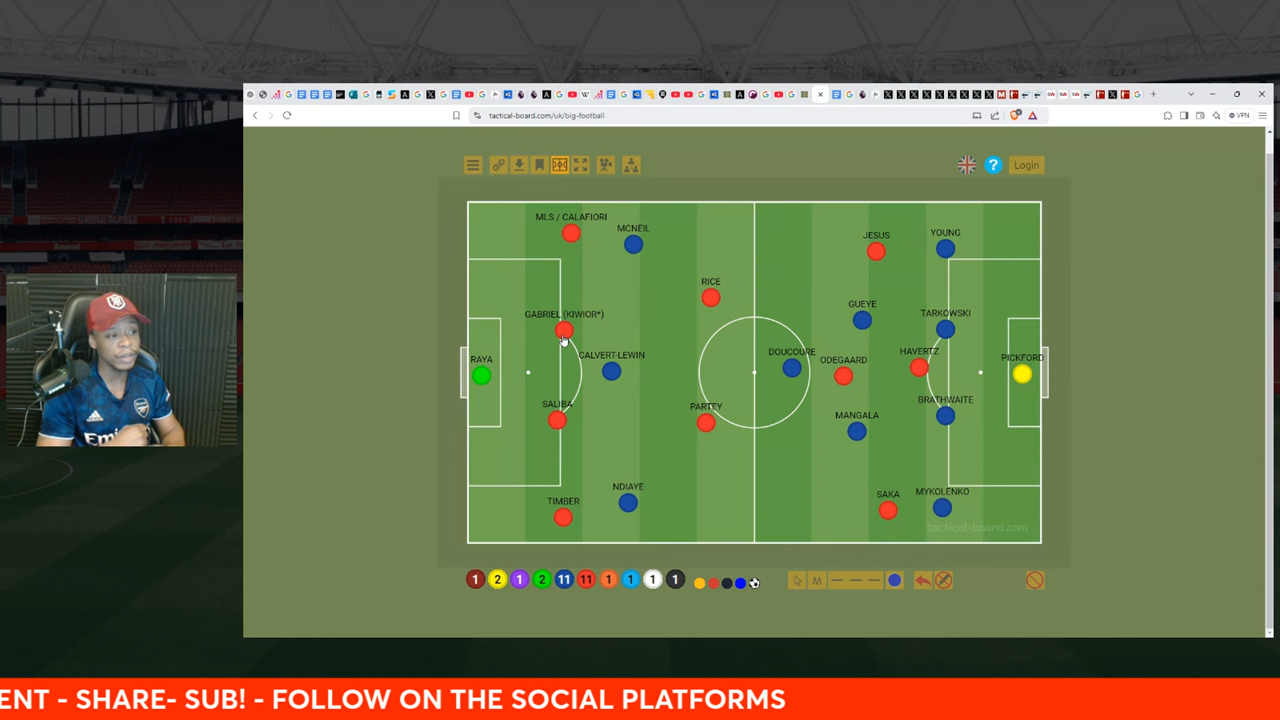 tactical-board.com/uk/big-football
VPN
Login
MLS / CALAFIORI
MCNEIL
JESUS
YOUNG
RICE
GUEYE
TARKOWSKI
GABRIEL (KIWIOR*)
RAYA
CALVERT-LEWIN
DOUCOURE
ODEGAARD
HAVERTZ
PICKFORD
SALIBA
PARTEY
MANGALA
BRATHWAITE
TIMBER
NDIAYE
SAKA
MYKOLENKO
tactical-board.com
1 2 1 2 11 11 1 1 1 1
ENT - SHARE- SUB! - FOLLOW ON THE SOCIAL PLATFORMS